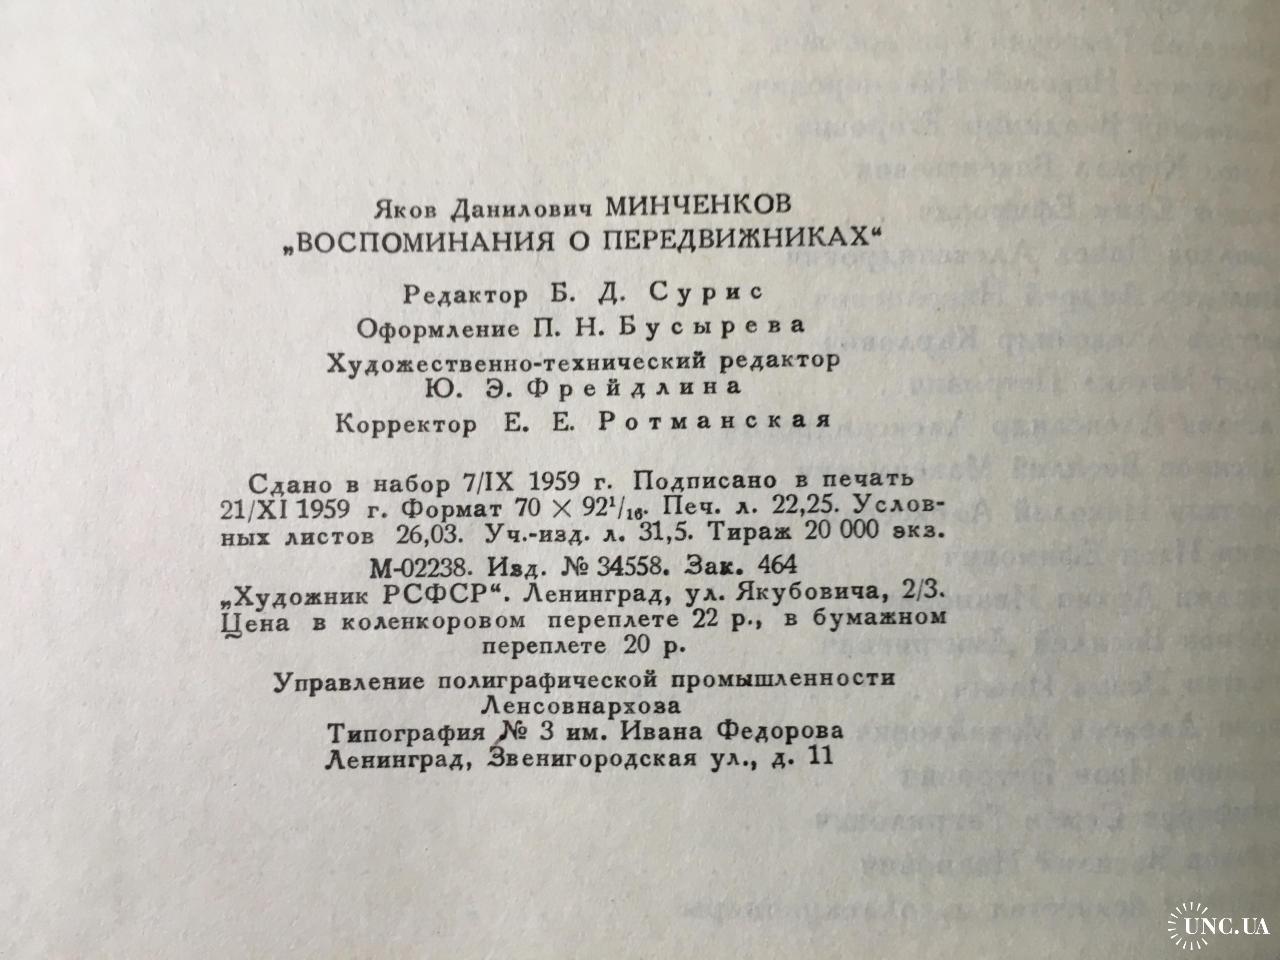 Яков Данилович МИНЧЕНКОВ
„ВОСПОМИНАНИЯ О ПЕРЕДВИЖНИКАХ“
Редактор Б. Д. Сурис
Оформление П. Н. Бусырева
Художественно-технический редактор
Ю. Э. Фрейдлина
Корректор Е. Е. Ротманская
Сдано в набор 7/IX 1959 г. Подписано в печать
21/XI 1959 г. Формат 70 × 92¹/₁₆. Печ. л. 22,25. Услов-
ных листов 26,03. Уч.-изд. л. 31,5. Тираж 20 000 экз.
М-02238. Изд. № 34558. Зак. 464
„Художник РСФСР“. Ленинград, ул. Якубовича, 2/3.
Цена в коленкоровом переплете 22 р., в бумажном
переплете 20 р.
Управление полиграфической промышленности
Ленсовнархоза
Типография № 3 им. Ивана Федорова
Ленинград, Звенигородская ул., д. 11
UNC.UA